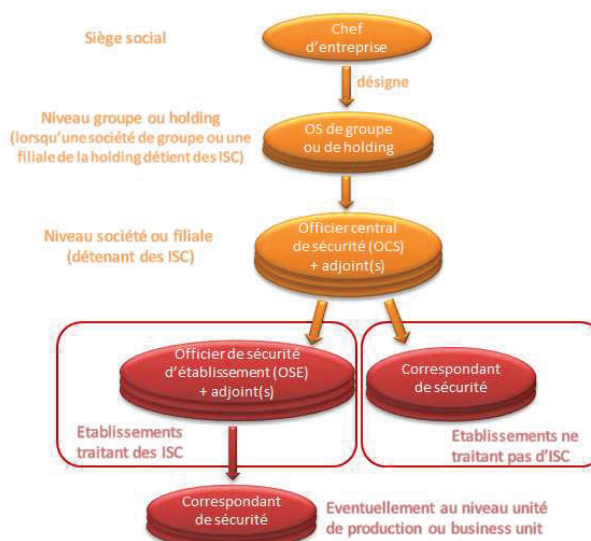 Siège social
Chef
d'entreprise
désigne
Niveau groupe ou holding
(lorsqu'une société de groupe ou une
filiale de la holding détient des ISC)
OS de groupe
ou de holding
Niveau société ou filiale
(détenant des ISC)
Officier central
de sécurité (OCS)
+ adjoint(s)
Officier de sécurité
d'établissement (OSE)
+ adjoint(s)
Correspondant
de sécurité
Etablissements
traitant des ISC
Etablissements ne
traitant pas d'ISC
Correspondant
de sécurité
Eventuellement au niveau unité
de production ou business unit